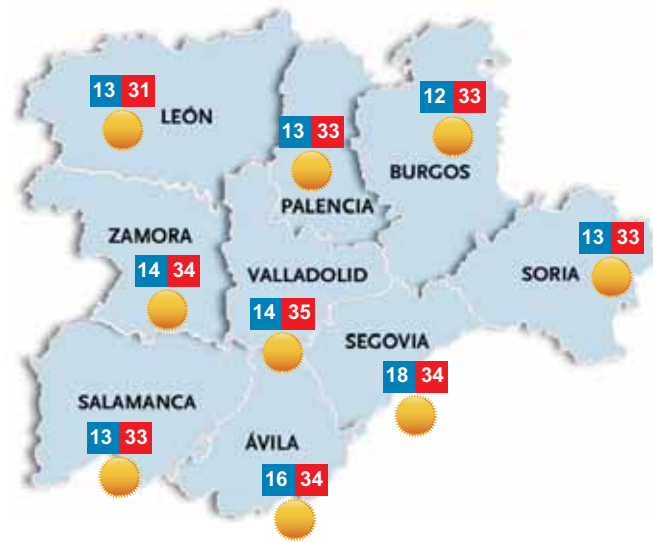 13 31
LEÓN
12 33
BURGOS
13 33
PALENCIA
ZAMORA
14 34
VALLADOLID
14 35
13 33
SORIA
SEGOVIA
18 34
SALAMANCA
13 33
ÁVILA
16 34